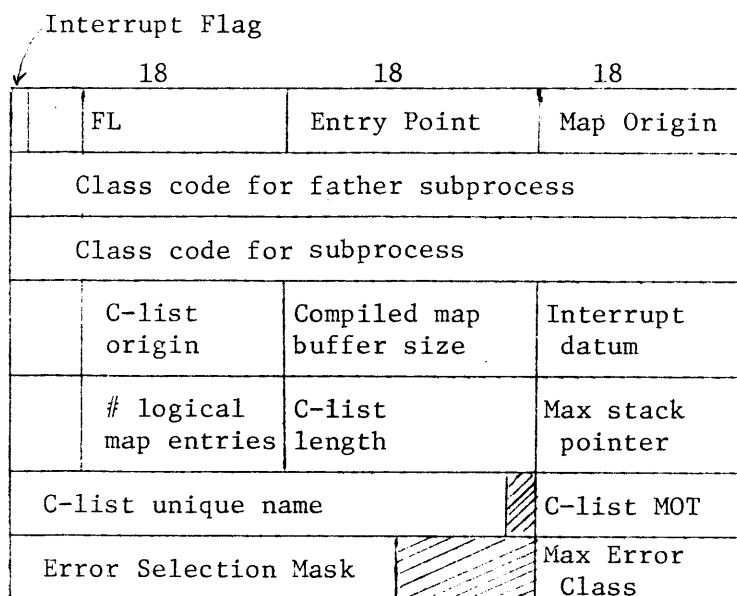 Interrupt Flag
18 18 18
FL Entry Point Map Origin
Class code for father subprocess
Class code for subprocess
C-list origin Compiled map buffer size Interrupt datum
# logical map entries C-list length Max stack pointer
C-list unique name C-list MOT
Error Selection Mask Max Error Class